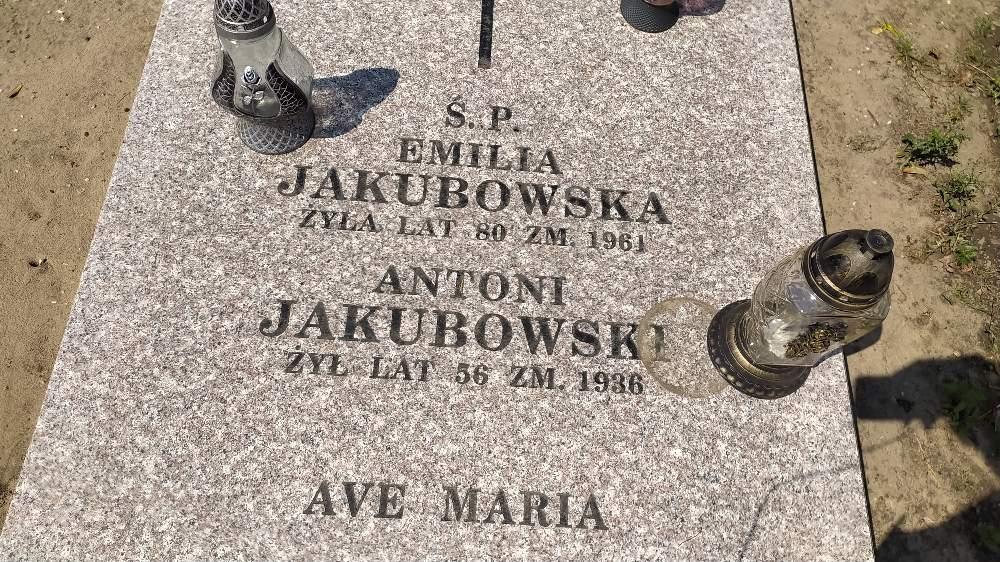 Ś. P.
EMILIA
JAKUBOWSKA
ŻYŁA LAT 80 ZM. 1961
ANTONI
JAKUBOWSKI
ŻYŁ LAT 56 ZM. 1936
AVE MARIA